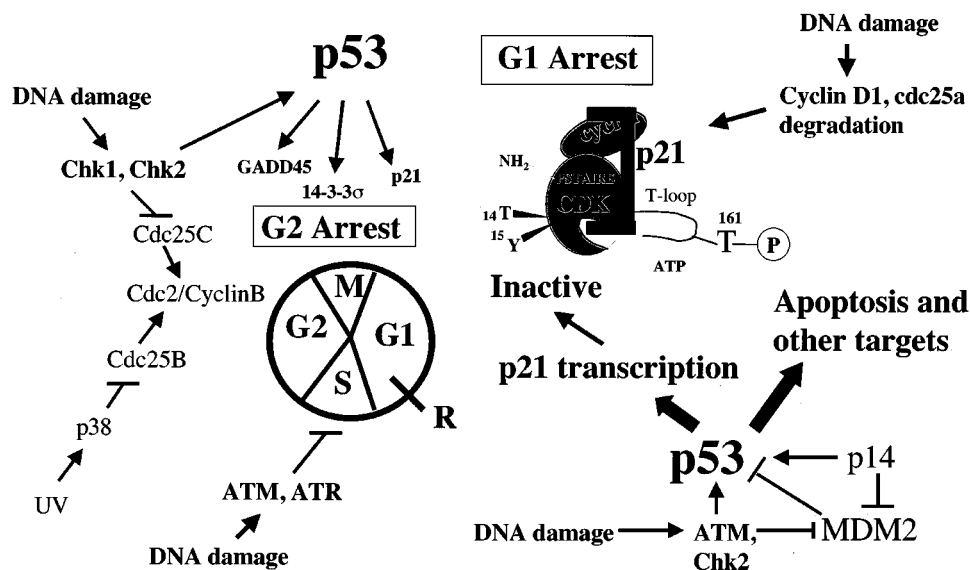 p53
DNA damage
Chk1, Chk2
GADD45
14-3-3σ
p21
G2 Arrest
Cdc25C
Cdc2/CyclinB
Cdc25B
p38
UV
M
G2
G1
S
R
ATM, ATR
DNA damage
G1 Arrest
DNA damage
Cyclin D1, cdc25a
degradation
p21
NH₂
PSTAIRE
CDK
T-loop
14 T
15 Y
161
T
P
ATP
Inactive
Apoptosis and
other targets
p21 transcription
p53
p14
DNA damage
ATM,
Chk2
MDM2